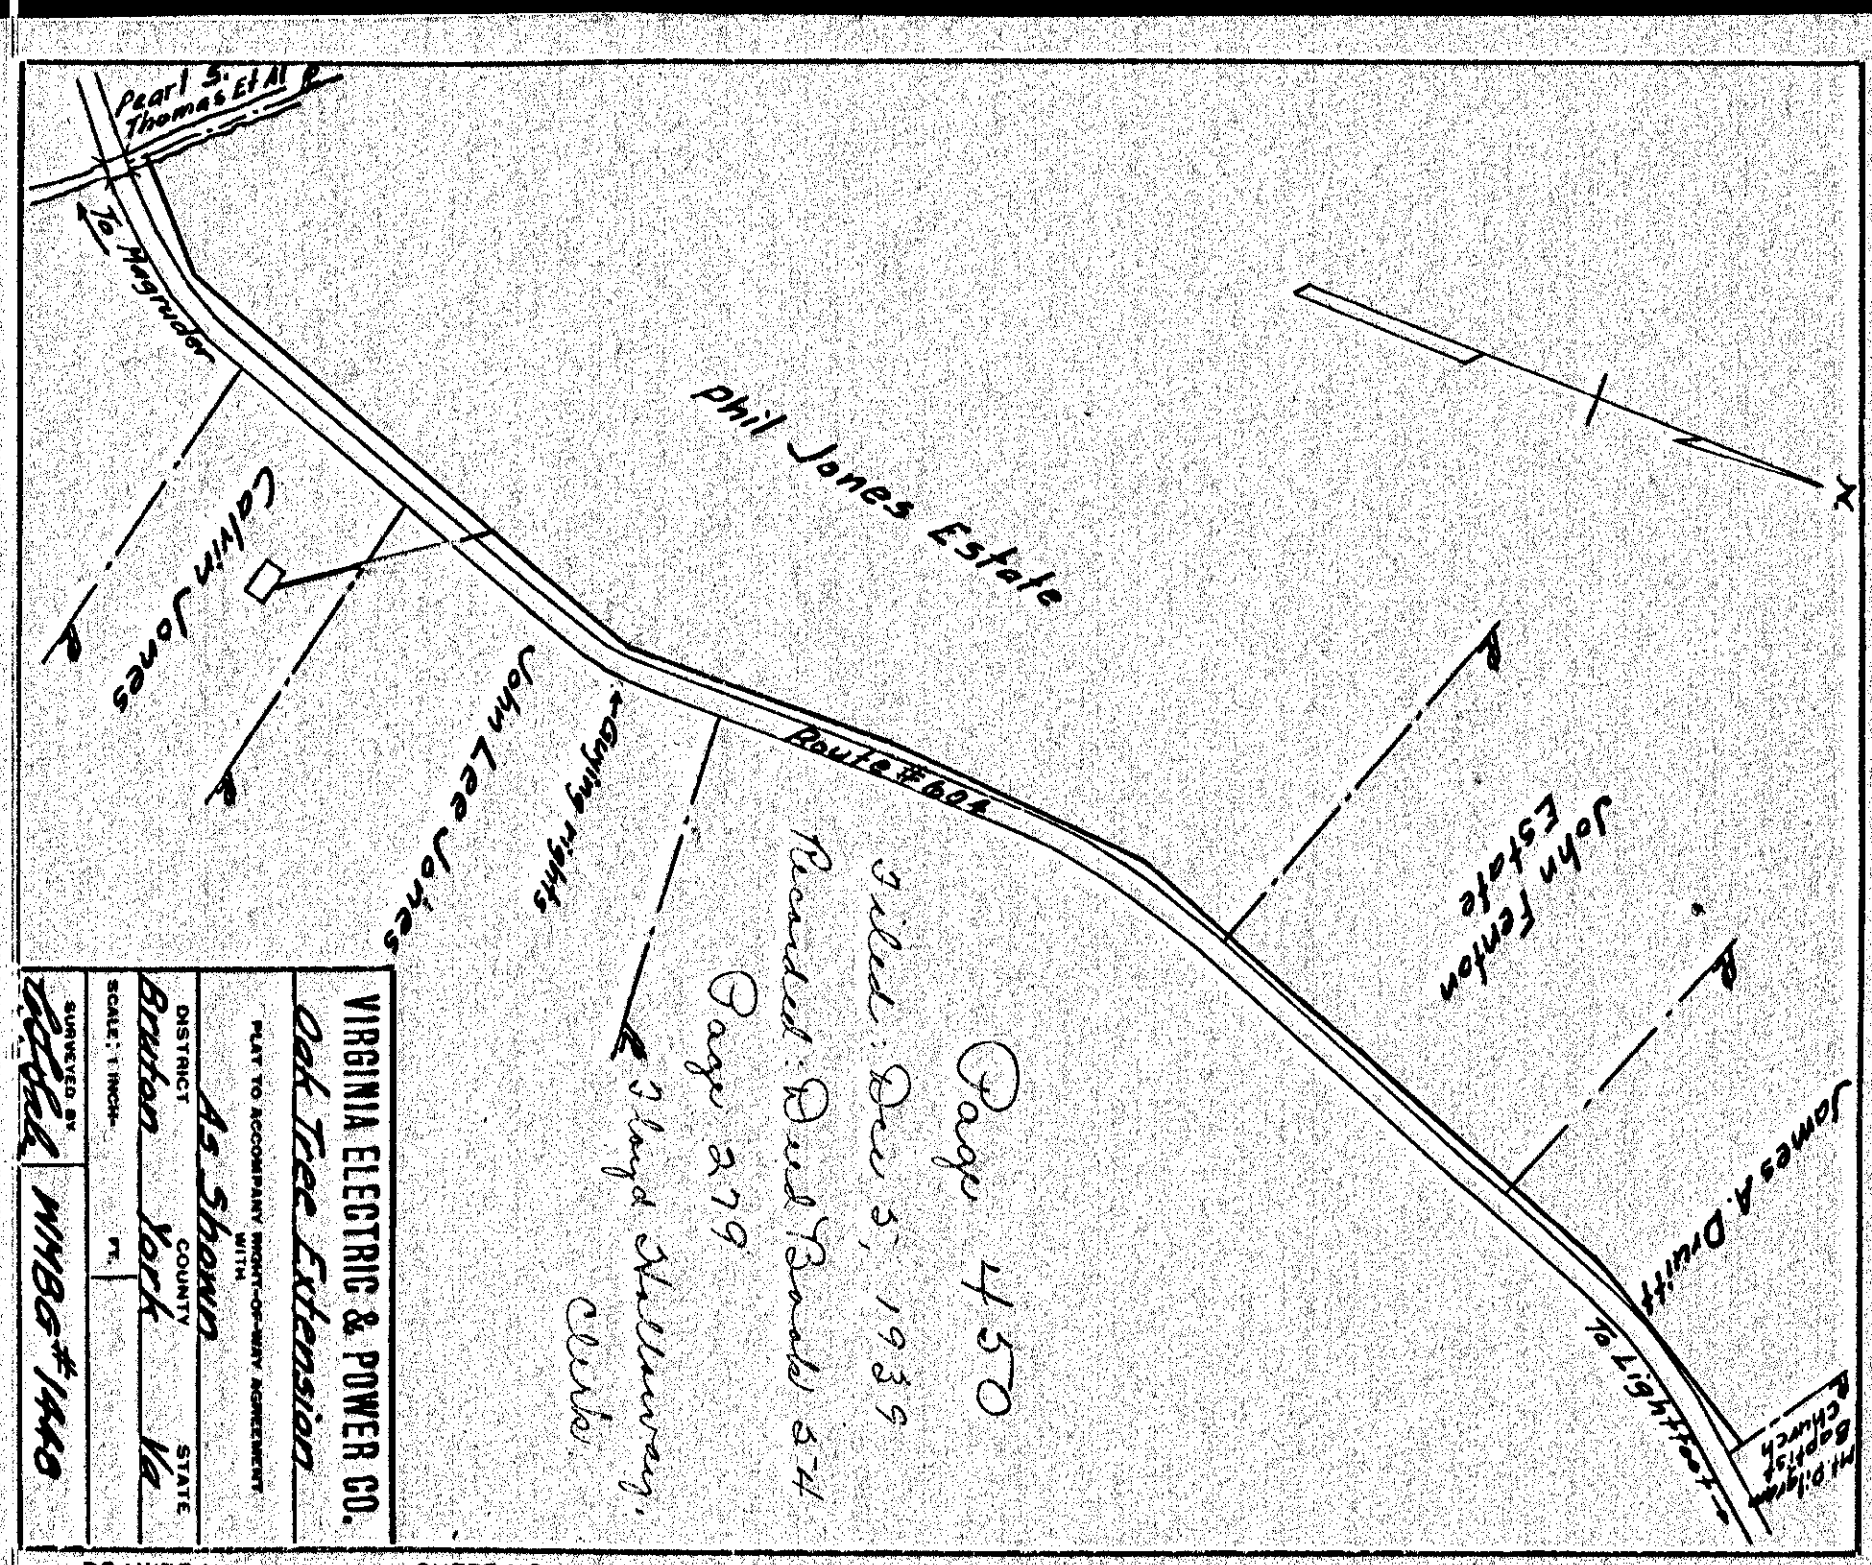 Pearl S.
Thomas Et Al
To Magruder
Phil Jones Estate
N
Calvin Jones
John Lee Jones
Guying rights
Route #604
John Fenton
Estate
James A. Druitt
To Lightfoot
Mt. Pilgram
Baptist
Church
Page 450
Filed: Dec 5, 1939
Recorded: Deed Book 54
Page 279
Floyd Holloway,
Clerk
VIRGINIA ELECTRIC & POWER CO.
Oak Tree Extension
PLAT TO ACCOMPANY RIGHT-OF-WAY AGREEMENT
WITH
As Shown
DISTRICT COUNTY STATE
Bruton York Va
SCALE: 1 INCH= FT.
SURVEYED BY
WMBG#1448